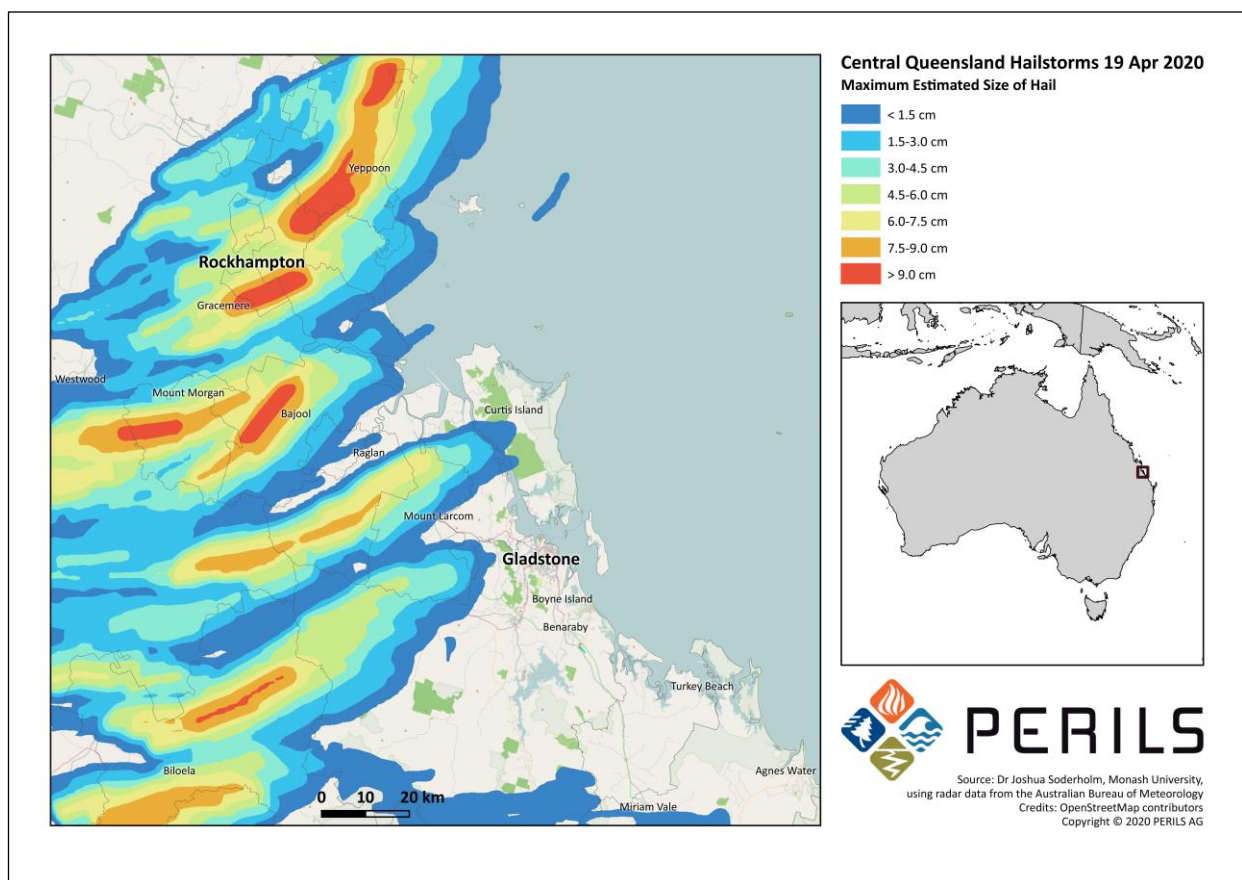 Central Queensland Hailstorms 19 Apr 2020
Maximum Estimated Size of Hail
< 1.5 cm
1.5-3.0 cm
3.0-4.5 cm
4.5-6.0 cm
6.0-7.5 cm
7.5-9.0 cm
> 9.0 cm
Yeppoon
Rockhampton
Gracemere
Westwood
Mount Morgan
Bajool
Curtis Island
Raglan
Mount Larcom
Gladstone
Boyne Island
Benaráby
Turkey Beach
Biloela
Agnes Water
Miriam Vale
0 10 20 km
PERILS
Source: Dr Joshua Soderholm, Monash University,
using radar data from the Australian Bureau of Meteorology
Credits: OpenStreetMap contributors
Copyright © 2020 PERILS AG